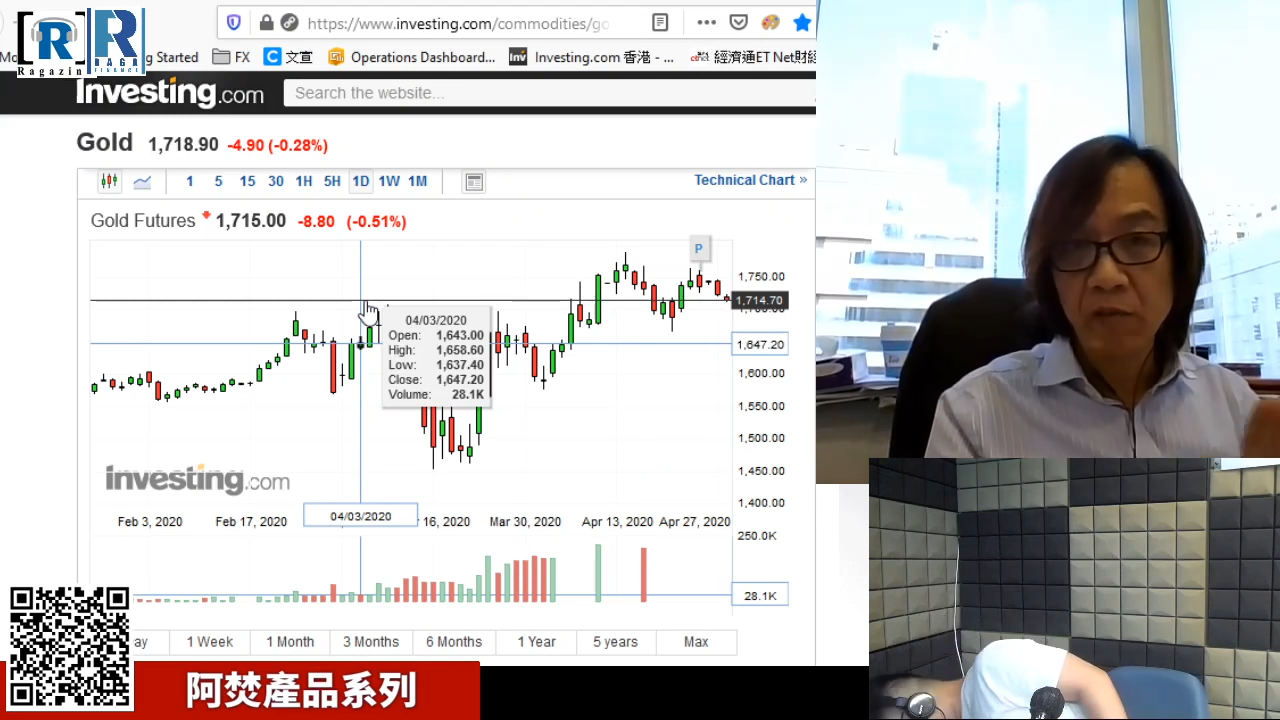 https://www.investing.com/commodities/go
[R R
Ragazin RAGA
FINANCE
g Started FX 文宣 Operations Dashboard... Inv Investing.com 香港 - ... 經濟通ET Net財經
Investing.com Search the website...
Gold 1,718.90 -4.90 (-0.28%)
1 5 15 30 1H 5H 1D 1W 1M Technical Chart »
Gold Futures 1,715.00 -8.80 (-0.51%)
P
1,750.00
1,714.70
1,700.00
1,647.20
1,600.00
1,550.00
1,500.00
1,450.00
1,400.00
04/03/2020
Open: 1,643.00
High: 1,658.60
Low: 1,637.40
Close: 1,647.20
Volume: 28.1K
Investing.com
Feb 3, 2020 Feb 17, 2020 04/03/2020 16, 2020 Mar 30, 2020 Apr 13, 2020 Apr 27, 2020
250.0K
28.1K
ay 1 Week 1 Month 3 Months 6 Months 1 Year 5 years Max
阿焚產品系列